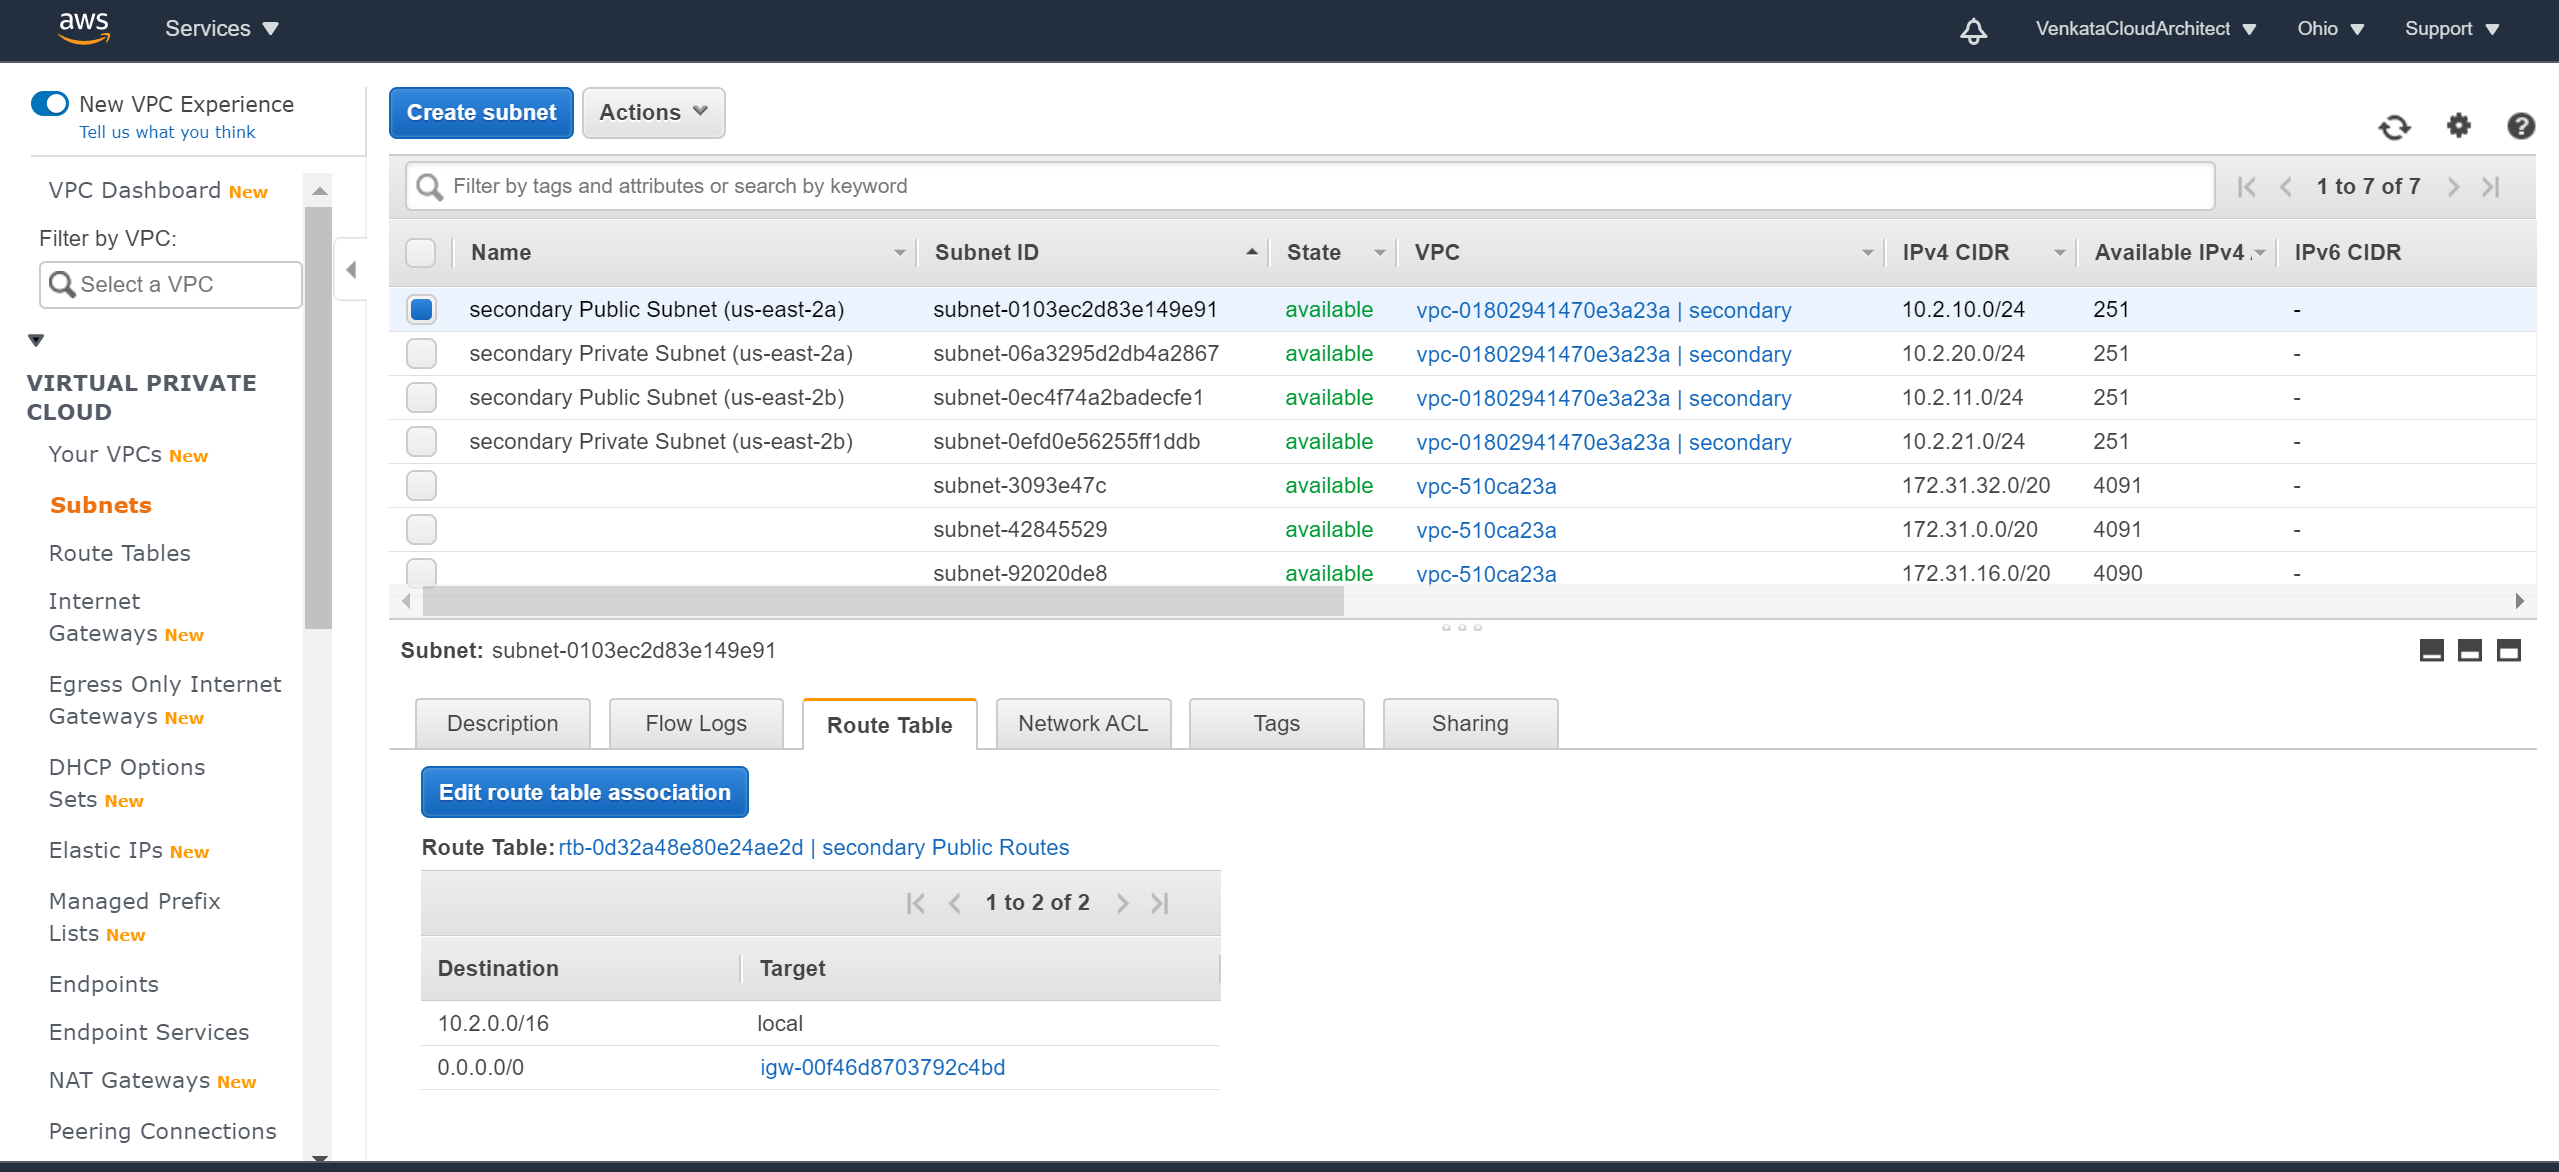 aws Services VenkataCloudArchitect Ohio Support
New VPC Experience
Tell us what you think
VPC Dashboard New
Filter by VPC:
Select a VPC
VIRTUAL PRIVATE
CLOUD
Your VPCs New
Subnets
Route Tables
Internet
Gateways New
Egress Only Internet
Gateways New
DHCP Options
Sets New
Elastic IPs New
Managed Prefix
Lists New
Endpoints
Endpoint Services
NAT Gateways New
Peering Connections
Create subnet Actions
Filter by tags and attributes or search by keyword 1 to 7 of 7
Name Subnet ID State VPC IPv4 CIDR Available IPv4 IPv6 CIDR
secondary Public Subnet (us-east-2a) subnet-0103ec2d83e149e91 available vpc-01802941470e3a23a | secondary 10.2.10.0/24 251 -
secondary Private Subnet (us-east-2a) subnet-06a3295d2db4a2867 available vpc-01802941470e3a23a | secondary 10.2.20.0/24 251 -
secondary Public Subnet (us-east-2b) subnet-0ec4f74a2badecfe1 available vpc-01802941470e3a23a | secondary 10.2.11.0/24 251 -
secondary Private Subnet (us-east-2b) subnet-0efd0e56255ff1ddb available vpc-01802941470e3a23a | secondary 10.2.21.0/24 251 -
subnet-3093e47c available vpc-510ca23a 172.31.32.0/20 4091 -
subnet-42845529 available vpc-510ca23a 172.31.0.0/20 4091 -
subnet-92020de8 available vpc-510ca23a 172.31.16.0/20 4090 -
Subnet: subnet-0103ec2d83e149e91
Description Flow Logs Route Table Network ACL Tags Sharing
Edit route table association
Route Table: rtb-0d32a48e80e24ae2d | secondary Public Routes
1 to 2 of 2
Destination Target
10.2.0.0/16 local
0.0.0.0/0 igw-00f46d8703792c4bd